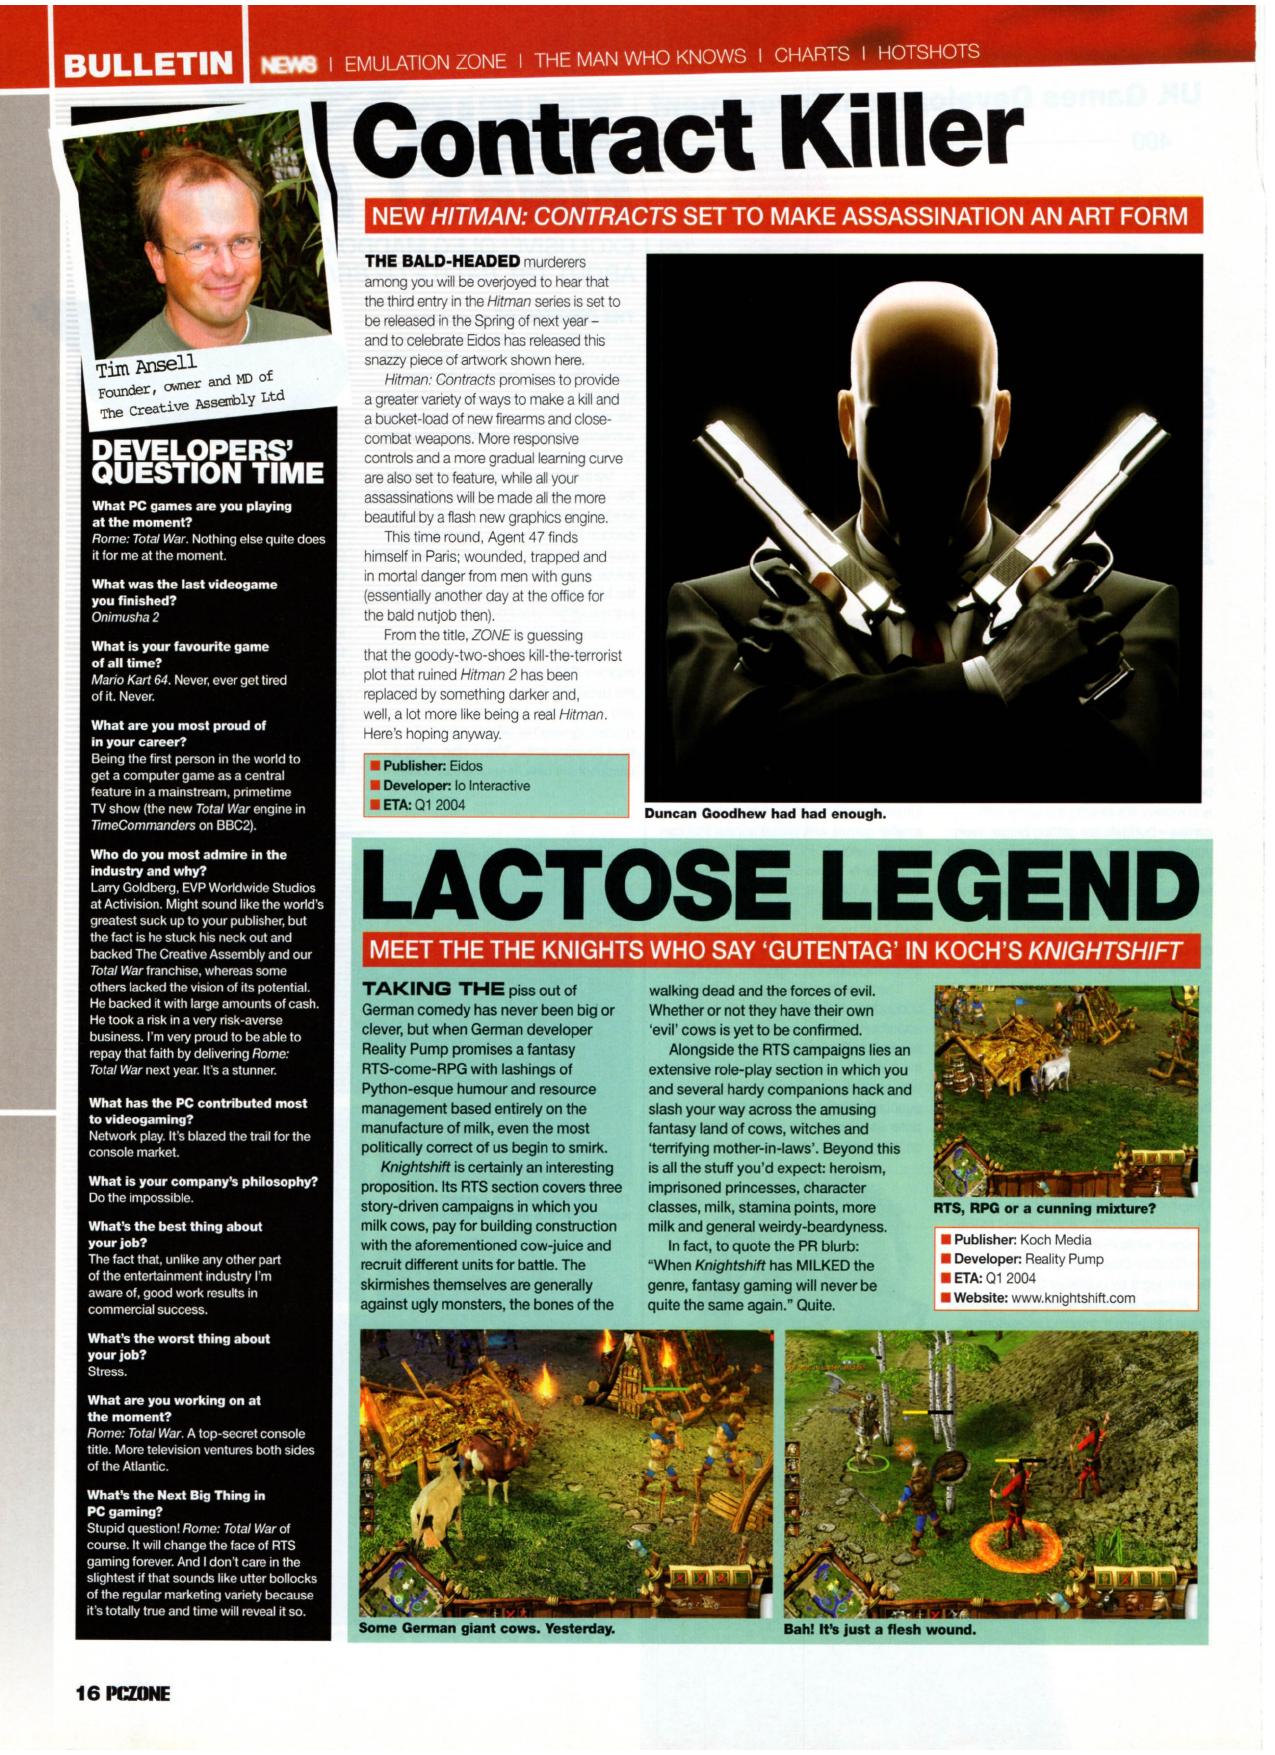 BULLETIN
NEWS | EMULATION ZONE | THE MAN WHO KNOWS | CHARTS | HOTSHOTS
Tim Ansell
Founder, owner and MD of
The Creative Assembly Ltd
DEVELOPERS'
QUESTION TIME
What PC games are you playing
at the moment?
Rome: Total War. Nothing else quite does
it for me at the moment.
What was the last videogame
you finished?
Onimusha 2
What is your favourite game
of all time?
Mario Kart 64. Never, ever get tired
of it. Never.
What are you most proud of
in your career?
Being the first person in the world to
get a computer game as a central
feature in a mainstream, primetime
TV show (the new Total War engine in
TimeCommanders on BBC2).
Who do you most admire in the
industry and why?
Larry Goldberg, EVP Worldwide Studios
at Activision. Might sound like the world's
greatest suck up to your publisher, but
the fact is he stuck his neck out and
backed The Creative Assembly and our
Total War franchise, whereas some
others lacked the vision of its potential.
He backed it with large amounts of cash.
He took a risk in a very risk-averse
business. I'm very proud to be able to
repay that faith by delivering Rome:
Total War next year. It's a stunner.
What has the PC contributed most
to videogaming?
Network play. It's blazed the trail for the
console market.
What is your company's philosophy?
Do the impossible.
What's the best thing about
your job?
The fact that, unlike any other part
of the entertainment industry I'm
aware of, good work results in
commercial success.
What's the worst thing about
your job?
Stress.
What are you working on at
the moment?
Rome: Total War. A top-secret console
title. More television ventures both sides
of the Atlantic.
What's the Next Big Thing in
PC gaming?
Stupid question! Rome: Total War of
course. It will change the face of RTS
gaming forever. And I don't care in the
slightest if that sounds like utter bollocks
of the regular marketing variety because
it's totally true and time will reveal it so.
Contract Killer
NEW HITMAN: CONTRACTS SET TO MAKE ASSASSINATION AN ART FORM
THE BALD-HEADED murderers
among you will be overjoyed to hear that
the third entry in the Hitman series is set to
be released in the Spring of next year –
and to celebrate Eidos has released this
snazzy piece of artwork shown here.
Hitman: Contracts promises to provide
a greater variety of ways to make a kill and
a bucket-load of new firearms and close-
combat weapons. More responsive
controls and a more gradual learning curve
are also set to feature, while all your
assassinations will be made all the more
beautiful by a flash new graphics engine.
This time round, Agent 47 finds
himself in Paris; wounded, trapped and
in mortal danger from men with guns
(essentially another day at the office for
the bald nutjob then).
From the title, ZONE is guessing
that the goody-two-shoes kill-the-terrorist
plot that ruined Hitman 2 has been
replaced by something darker and,
well, a lot more like being a real Hitman.
Here's hoping anyway.
Publisher: Eidos
Developer: Io Interactive
ETA: Q1 2004
Duncan Goodhew had had enough.
LACTOSE LEGEND
MEET THE THE KNIGHTS WHO SAY 'GUTENTAG' IN KOCH'S KNIGHTSHIFT
TAKING THE piss out of
German comedy has never been big or
clever, but when German developer
Reality Pump promises a fantasy
RTS-come-RPG with lashings of
Python-esque humour and resource
management based entirely on the
manufacture of milk, even the most
politically correct of us begin to smirk.
Knightshift is certainly an interesting
proposition. Its RTS section covers three
story-driven campaigns in which you
milk cows, pay for building construction
with the aforementioned cow-juice and
recruit different units for battle. The
skirmishes themselves are generally
against ugly monsters, the bones of the
walking dead and the forces of evil.
Whether or not they have their own
'evil' cows is yet to be confirmed.
Alongside the RTS campaigns lies an
extensive role-play section in which you
and several hardy companions hack and
slash your way across the amusing
fantasy land of cows, witches and
'terrifying mother-in-laws'. Beyond this
is all the stuff you'd expect: heroism,
imprisoned princesses, character
classes, milk, stamina points, more
milk and general weirdy-beardyness.
In fact, to quote the PR blurb:
"When Knightshift has MILKED the
genre, fantasy gaming will never be
quite the same again." Quite.
RTS, RPG or a cunning mixture?
Publisher: Koch Media
Developer: Reality Pump
ETA: Q1 2004
Website: www.knightshift.com
Some German giant cows. Yesterday.
Bah! It's just a flesh wound.
16 PCZONE